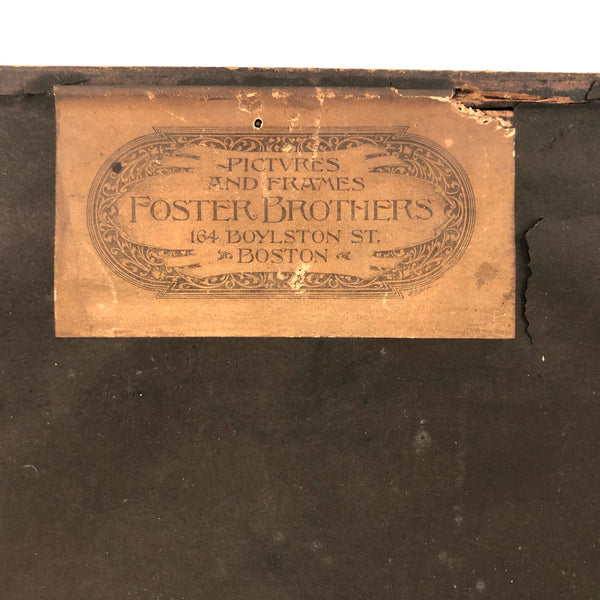 PICTVRES
AND FRAMES
FOSTER BROTHERS
164 BOYLSTON ST.
BOSTON